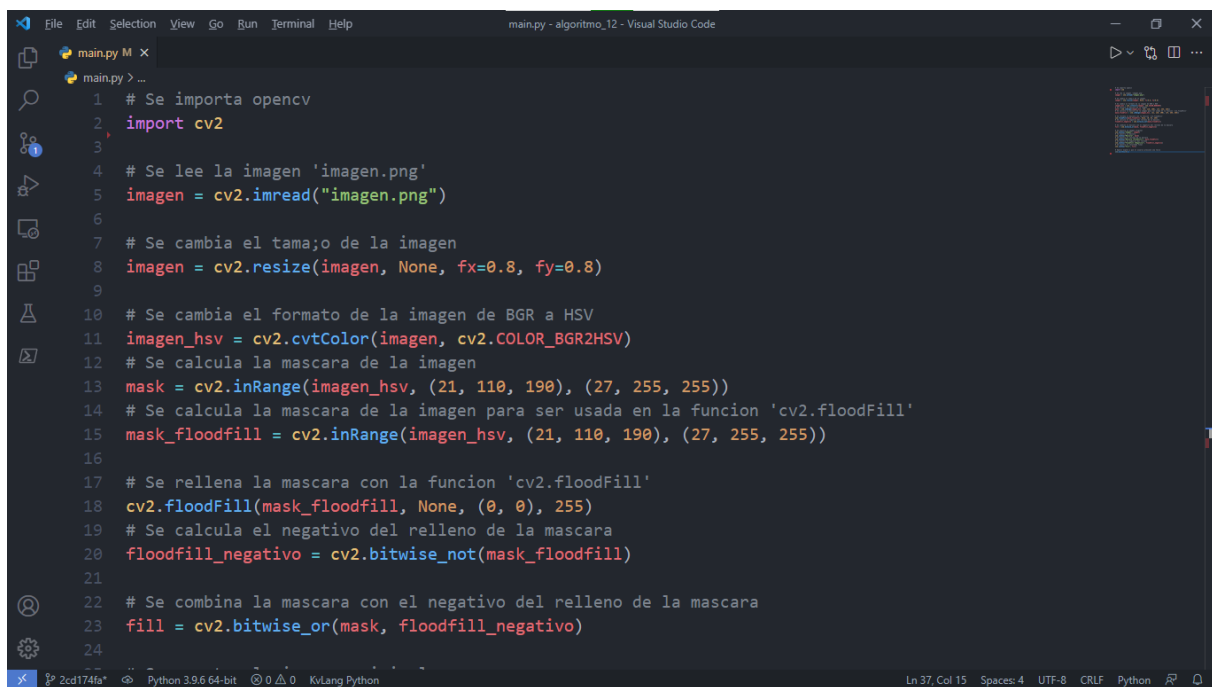 File Edit Selection View Go Run Terminal Help main.py - algoritmo_12 - Visual Studio Code
main.py M
main.py > ...
1 # Se importa opencv
2 import cv2
3
4 # Se lee la imagen 'imagen.png'
5 imagen = cv2.imread("imagen.png")
6
7 # Se cambia el tama;o de la imagen
8 imagen = cv2.resize(imagen, None, fx=0.8, fy=0.8)
9
10 # Se cambia el formato de la imagen de BGR a HSV
11 imagen_hsv = cv2.cvtColor(imagen, cv2.COLOR_BGR2HSV)
12 # Se calcula la mascara de la imagen
13 mask = cv2.inRange(imagen_hsv, (21, 110, 190), (27, 255, 255))
14 # Se calcula la mascara de la imagen para ser usada en la funcion 'cv2.floodFill'
15 mask_floodfill = cv2.inRange(imagen_hsv, (21, 110, 190), (27, 255, 255))
16
17 # Se rellena la mascara con la funcion 'cv2.floodFill'
18 cv2.floodFill(mask_floodfill, None, (0, 0), 255)
19 # Se calcula el negativo del relleno de la mascara
20 floodfill_negativo = cv2.bitwise_not(mask_floodfill)
21
22 # Se combina la mascara con el negativo del relleno de la mascara
23 fill = cv2.bitwise_or(mask, floodfill_negativo)
24
1
2cd174fa* Python 3.9.6 64-bit 0 0 KvLang Python Ln 37, Col 15 Spaces: 4 UTF-8 CRLF Python